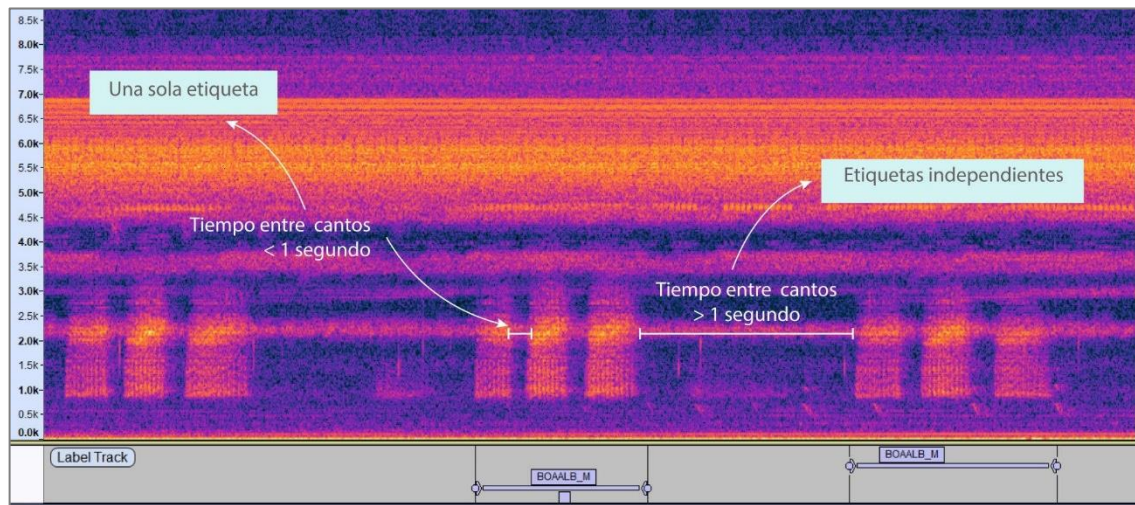 8.5k
8.0k
7.5k
7.0k
6.5k
6.0k
5.5k
5.0k
4.5k
4.0k
3.5k
3.0k
2.5k
2.0k
1.5k
1.0k
0.5k
0.0k
Una sola etiqueta
Etiquetas independientes
Tiempo entre cantos
< 1 segundo
Tiempo entre cantos
> 1 segundo
Label Track
BOAALB_M
BOAALB_M